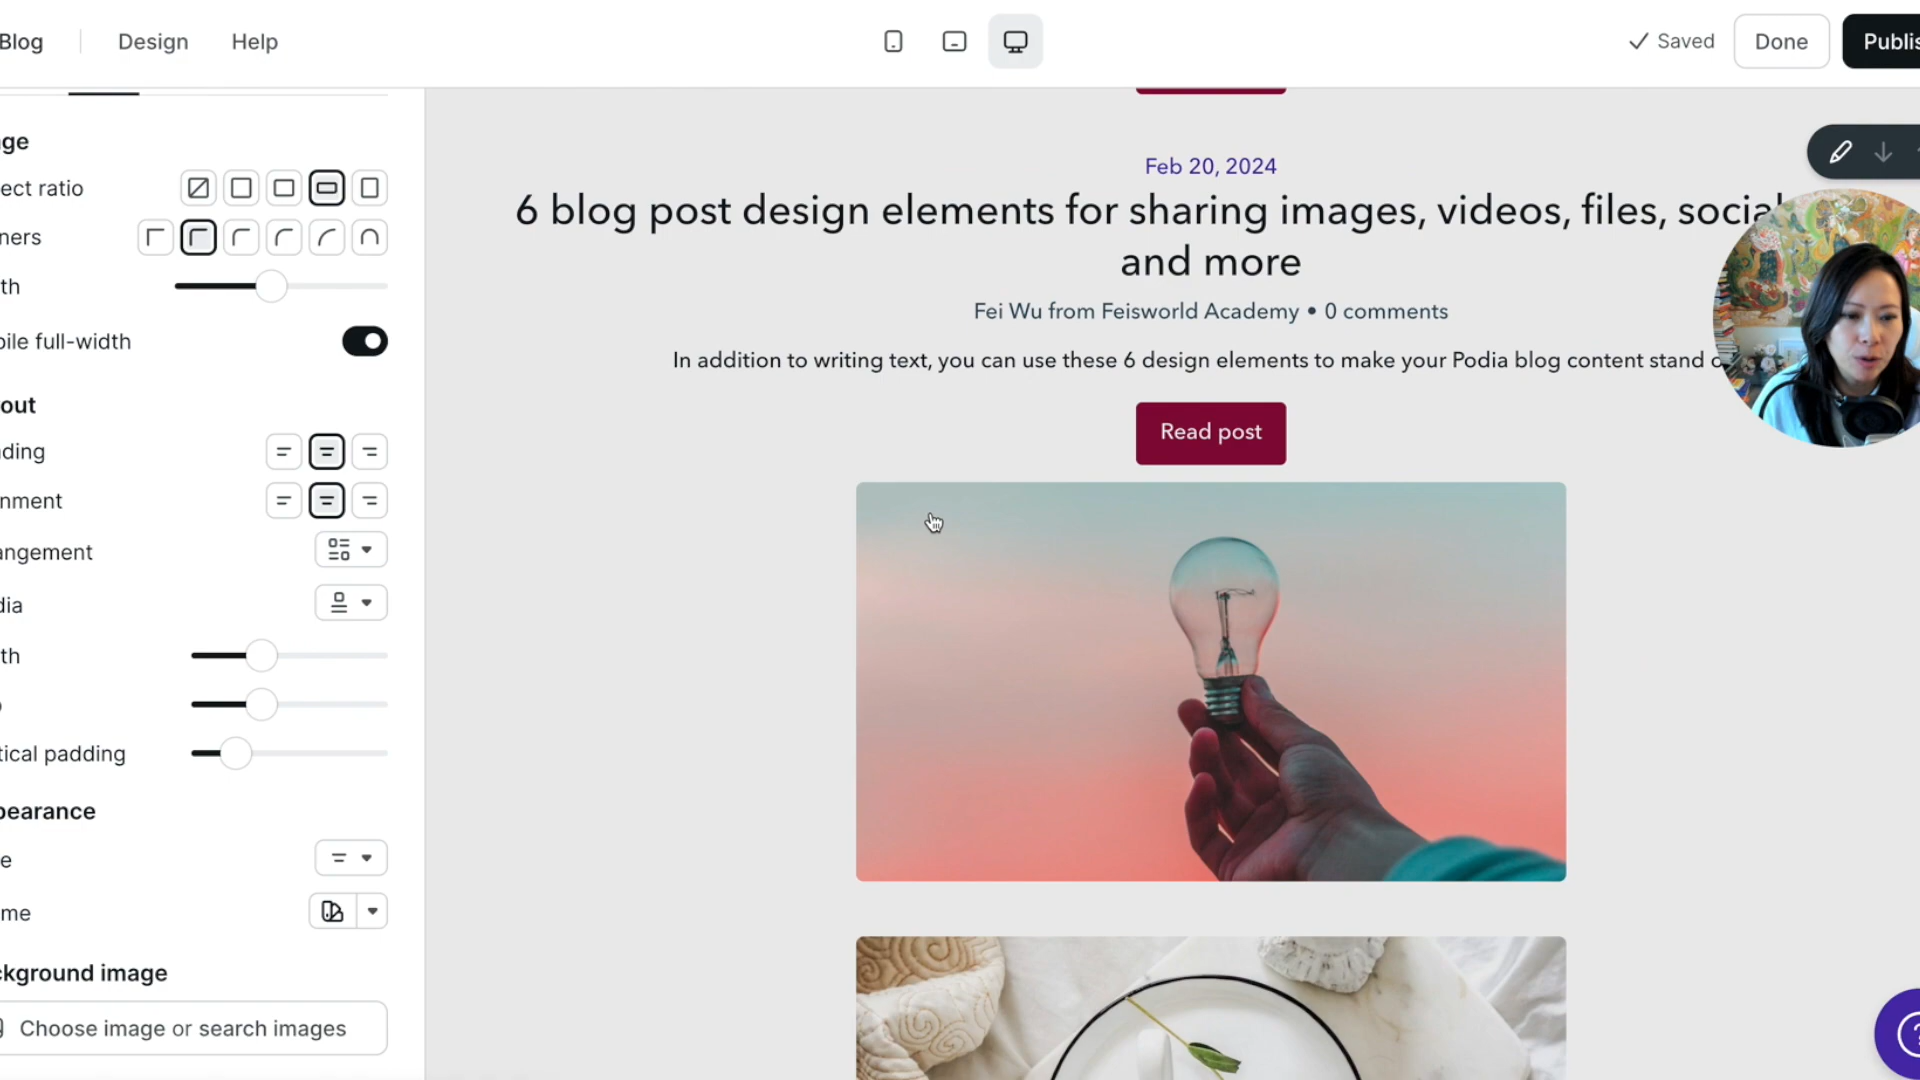 Blog
Design
Help
Saved
Done
Publis
ge
ect ratio
ners
th
bile full-width
out
ding
nment
angement
dia
th
tical padding
pearance
e
me
ckground image
Choose image or search images
Feb 20, 2024
6 blog post design elements for sharing images, videos, files, social
and more
Fei Wu from Feisworld Academy • 0 comments
In addition to writing text, you can use these 6 design elements to make your Podia blog content stand o
Read post